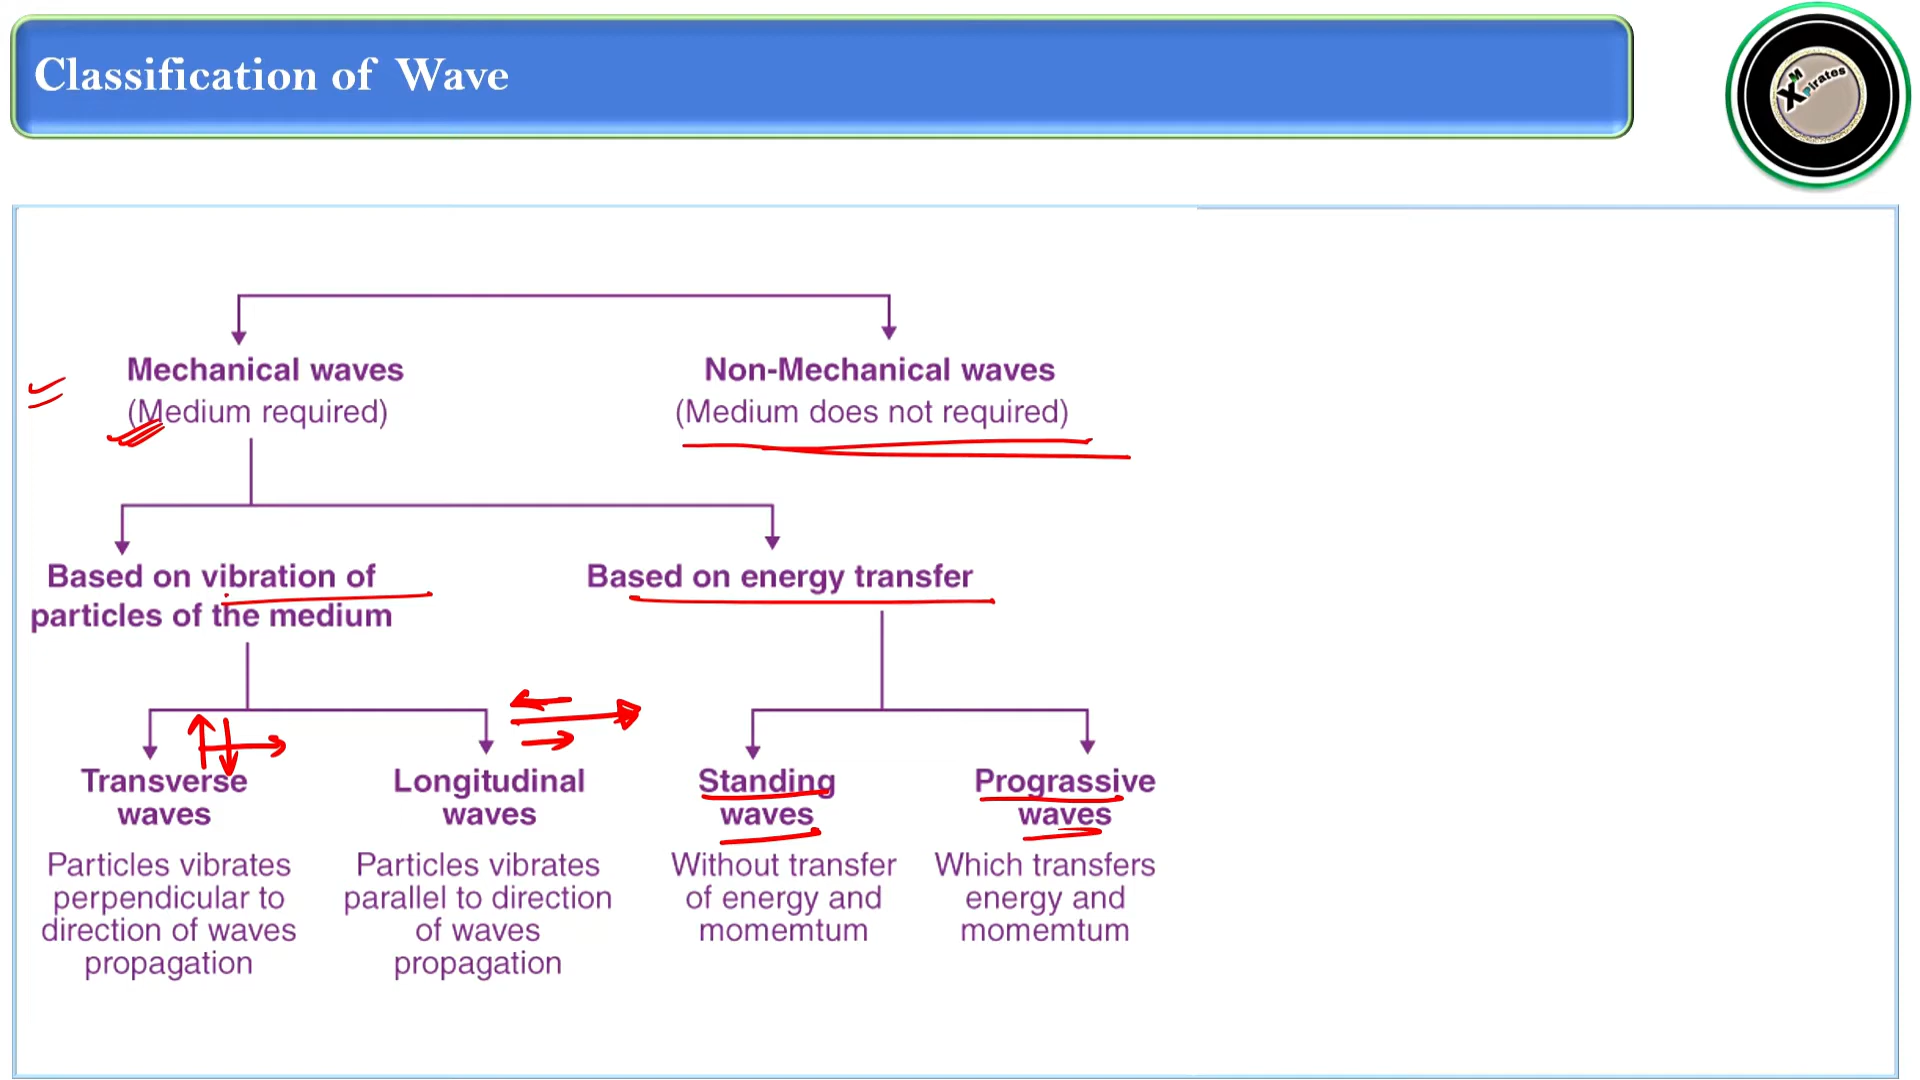 Classification of Wave
XM Pirates
Mechanical waves
(Medium required)
Non-Mechanical waves
(Medium does not required)
Based on vibration of
particles of the medium
Based on energy transfer
Transverse
waves
Particles vibrates
perpendicular to
direction of waves
propagation
Longitudinal
waves
Particles vibrates
parallel to direction
of waves
propagation
Standing
waves
Without transfer
of energy and
momemtum
Prograssive
waves
Which transfers
energy and
momemtum